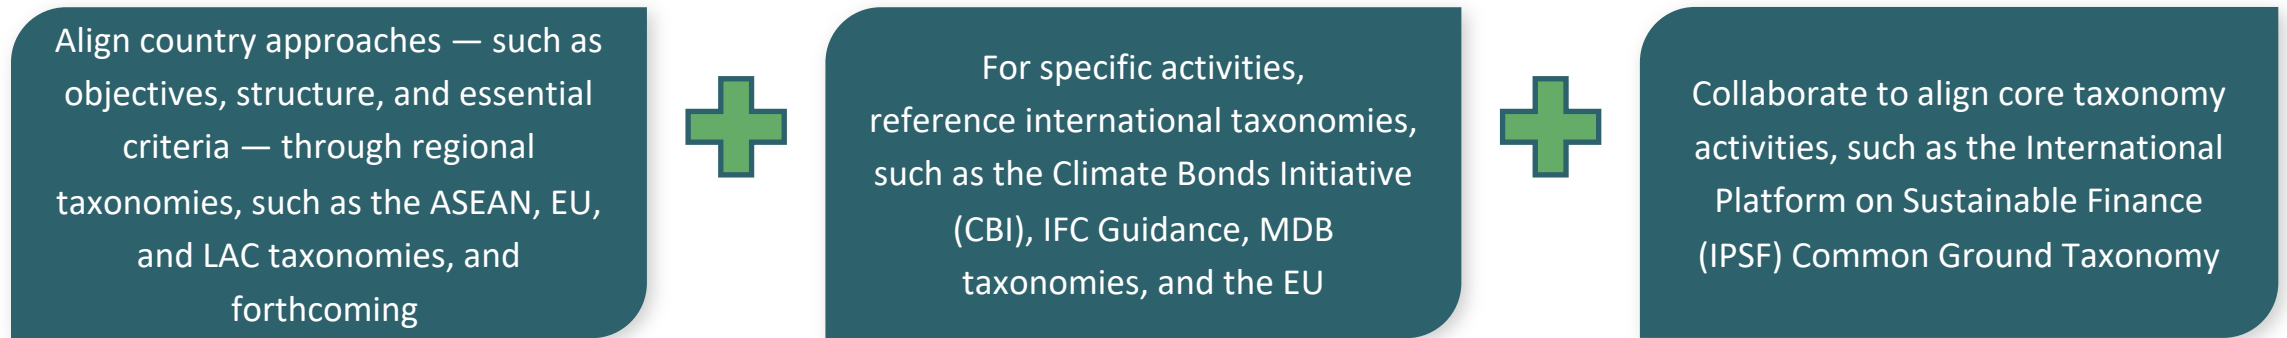 Align country approaches — such as
objectives, structure, and essential
criteria — through regional
taxonomies, such as the ASEAN, EU,
and LAC taxonomies, and
forthcoming
For specific activities,
reference international taxonomies,
such as the Climate Bonds Initiative
(CBI), IFC Guidance, MDB
taxonomies, and the EU
Collaborate to align core taxonomy
activities, such as the International
Platform on Sustainable Finance
(IPSF) Common Ground Taxonomy